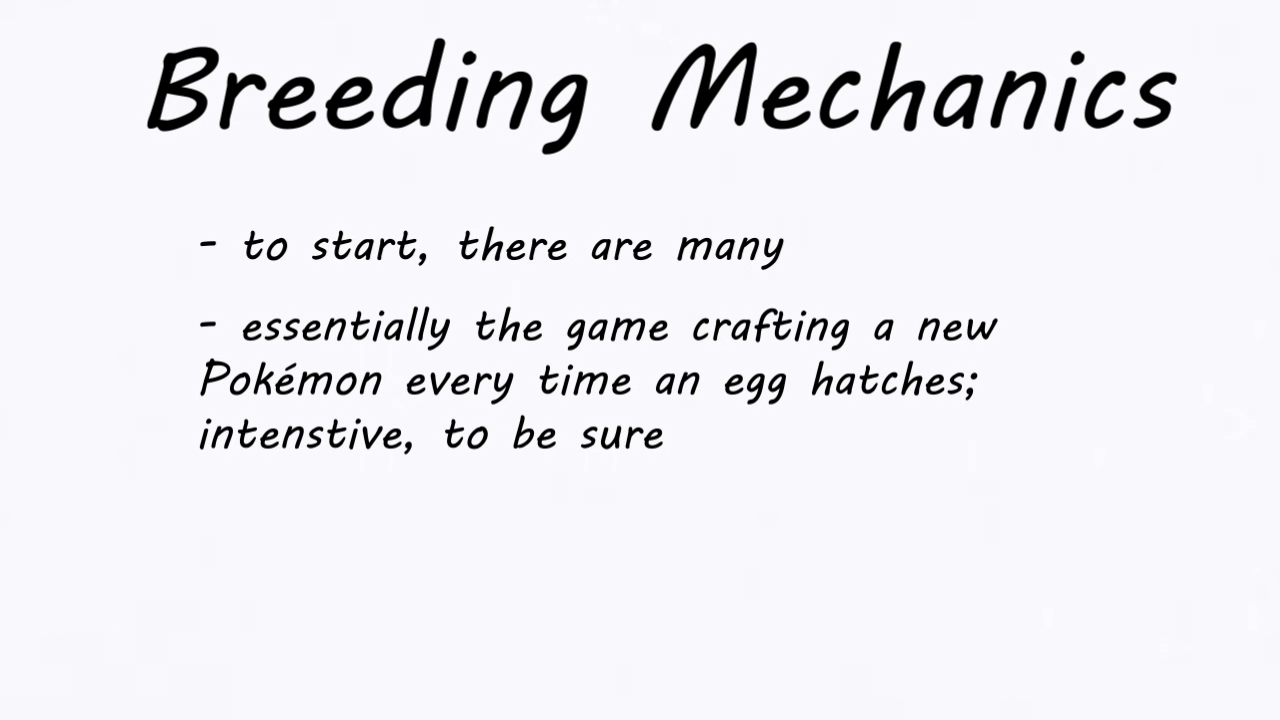 Breeding Mechanics
- to start, there are many
- essentially the game crafting a new
Pokémon every time an egg hatches;
intenstive, to be sure